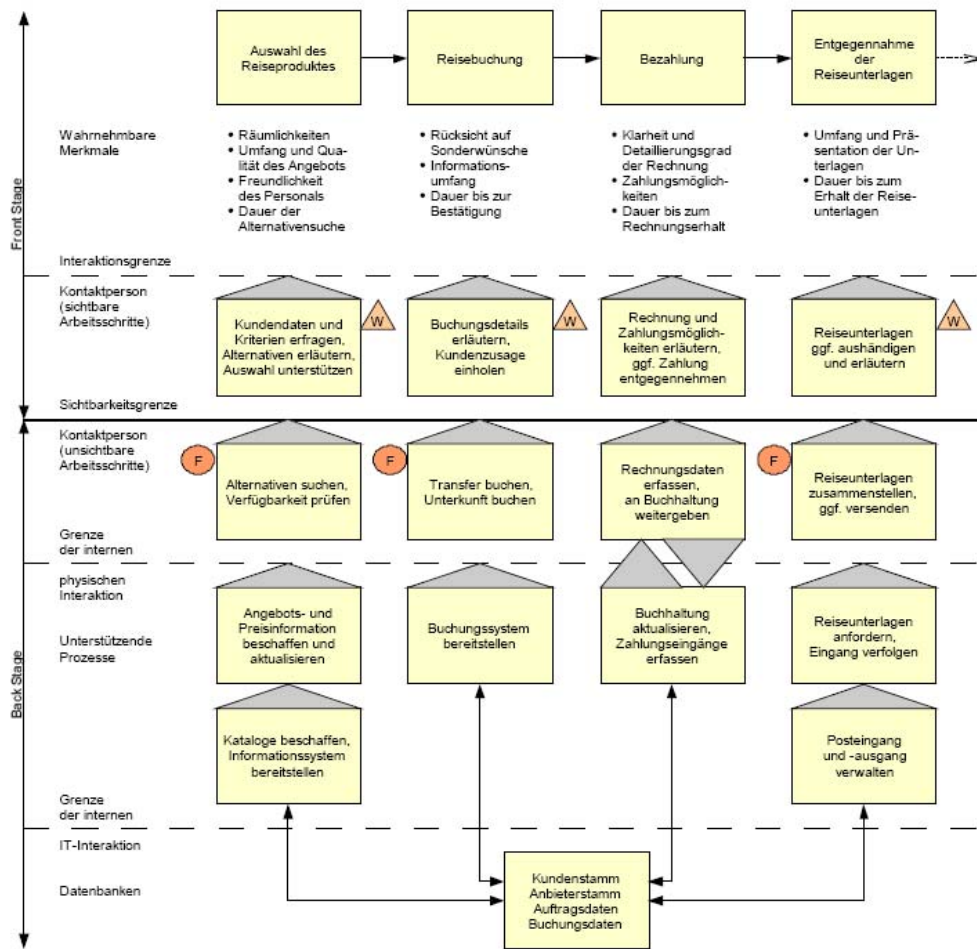 Front Stage
Back Stage
Auswahl des
Reiseproduktes
Reisebuchung
Bezahlung
Entgegennahme
der
Reiseunterlagen
Wahrnehmbare
Merkmale
• Räumlichkeiten
• Umfang und Qua-
lität des Angebots
• Freundlichkeit
des Personals
• Dauer der
Alternativensuche
• Rücksicht auf
Sonderwünsche
• Informations-
umfang
• Dauer bis zur
Bestätigung
• Klarheit und
Detaillierungsgrad
der Rechnung
• Zahlungsmöglich-
keiten
• Dauer bis zum
Rechnungserhalt
• Umfang und Prä-
sentation der Un-
terlagen
• Dauer bis zum
Erhalt der Reise-
unterlagen
Interaktionsgrenze
Kontaktperson
(sichtbare
Arbeitsschritte)
Kundendaten und
Kriterien erfragen,
Alternativen erläutern,
Auswahl unterstützen
W
Buchungsdetails
erläutern,
Kundenzusage
einholen
W
Rechnung und
Zahlungsmöglich-
keiten erläutern,
ggf. Zahlung
entgegennehmen
Reiseunterlagen
ggf. aushändigen
und erläutern
W
Sichtbarkeitsgrenze
Kontaktperson
(unsichtbare
Arbeitsschritte)
F
Alternativen suchen,
Verfügbarkeit prüfen
F
Transfer buchen,
Unterkunft buchen
Rechnungsdaten
erfassen,
an Buchhaltung
weitergeben
F
Reiseunterlagen
zusammenstellen,
ggf. versenden
Grenze
der internen
physischen
Interaktion
Unterstützende
Prozesse
Angebots- und
Preisinformation
beschaffen und
aktualisieren
Buchungssystem
bereitstellen
Buchhaltung
aktualisieren,
Zahlungseingänge
erfassen
Reiseunterlagen
anfordern,
Eingang verfolgen
Kataloge beschaffen,
Informationssystem
bereitstellen
Posteingang
und -ausgang
verwalten
Grenze
der internen
IT-Interaktion
Datenbanken
Kundenstamm
Anbieterstamm
Auftragsdaten
Buchungsdaten